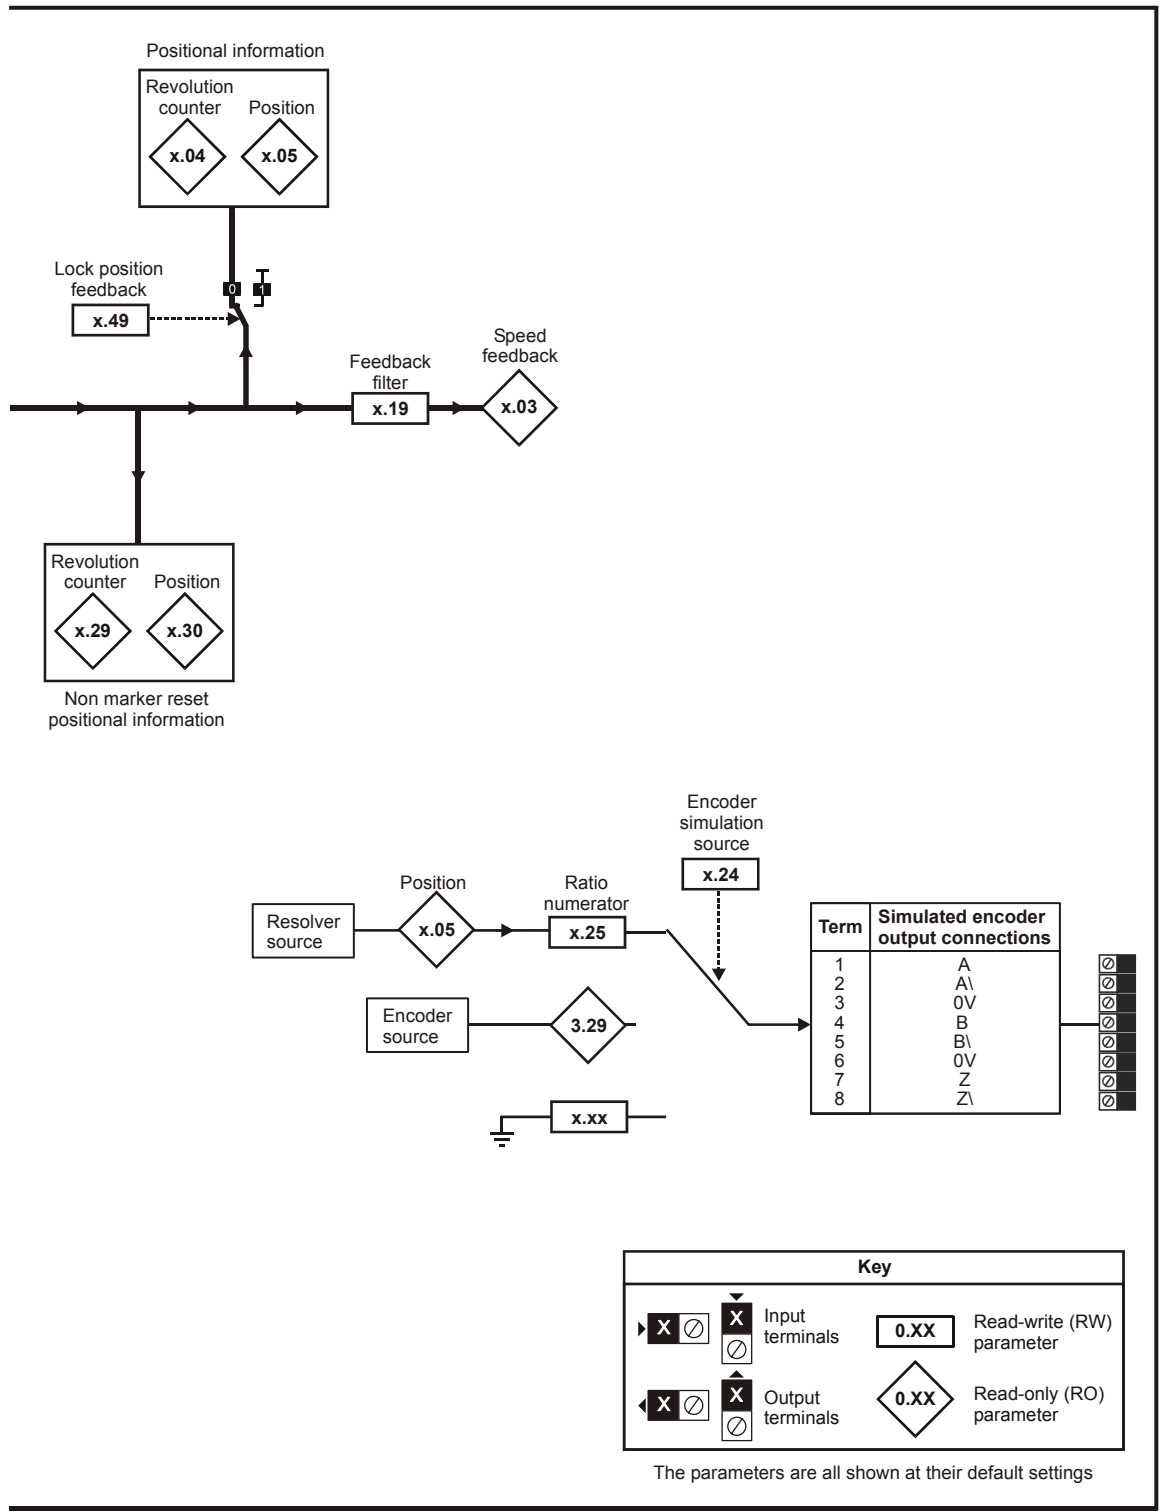 Positional information
Revolution
counter
Position
x.04
x.05
Lock position
feedback
x.49
0
1
Feedback
filter
x.19
Speed
feedback
x.03
Revolution
counter
Position
x.29
x.30
Non marker reset
positional information
Encoder
simulation
source
x.24
Resolver
source
Position
x.05
Ratio
numerator
x.25
Encoder
source
3.29
x.xx
Term
Simulated encoder
output connections
1 A
2 A\
3 0V
4 B
5 B\
6 0V
7 Z
8 Z\
Key
X
X
Input
terminals
0.XX
Read-write (RW)
parameter
X
X
Output
terminals
0.XX
Read-only (RO)
parameter
The parameters are all shown at their default settings